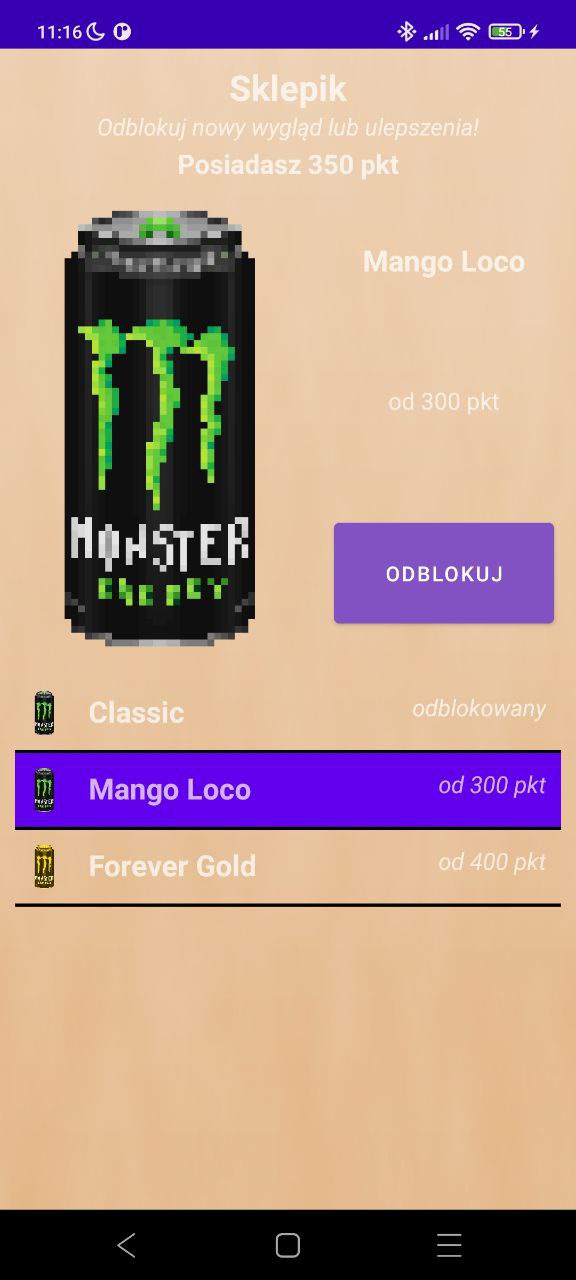 11:16
55
Sklepik
Odblokuj nowy wygląd lub ulepszenia!
Posiadasz 350 pkt
Mango Loco
od 300 pkt
MONSTER
ENERGY
ODBLOKUJ
Classic odblokowany
Mango Loco od 300 pkt
Forever Gold od 400 pkt